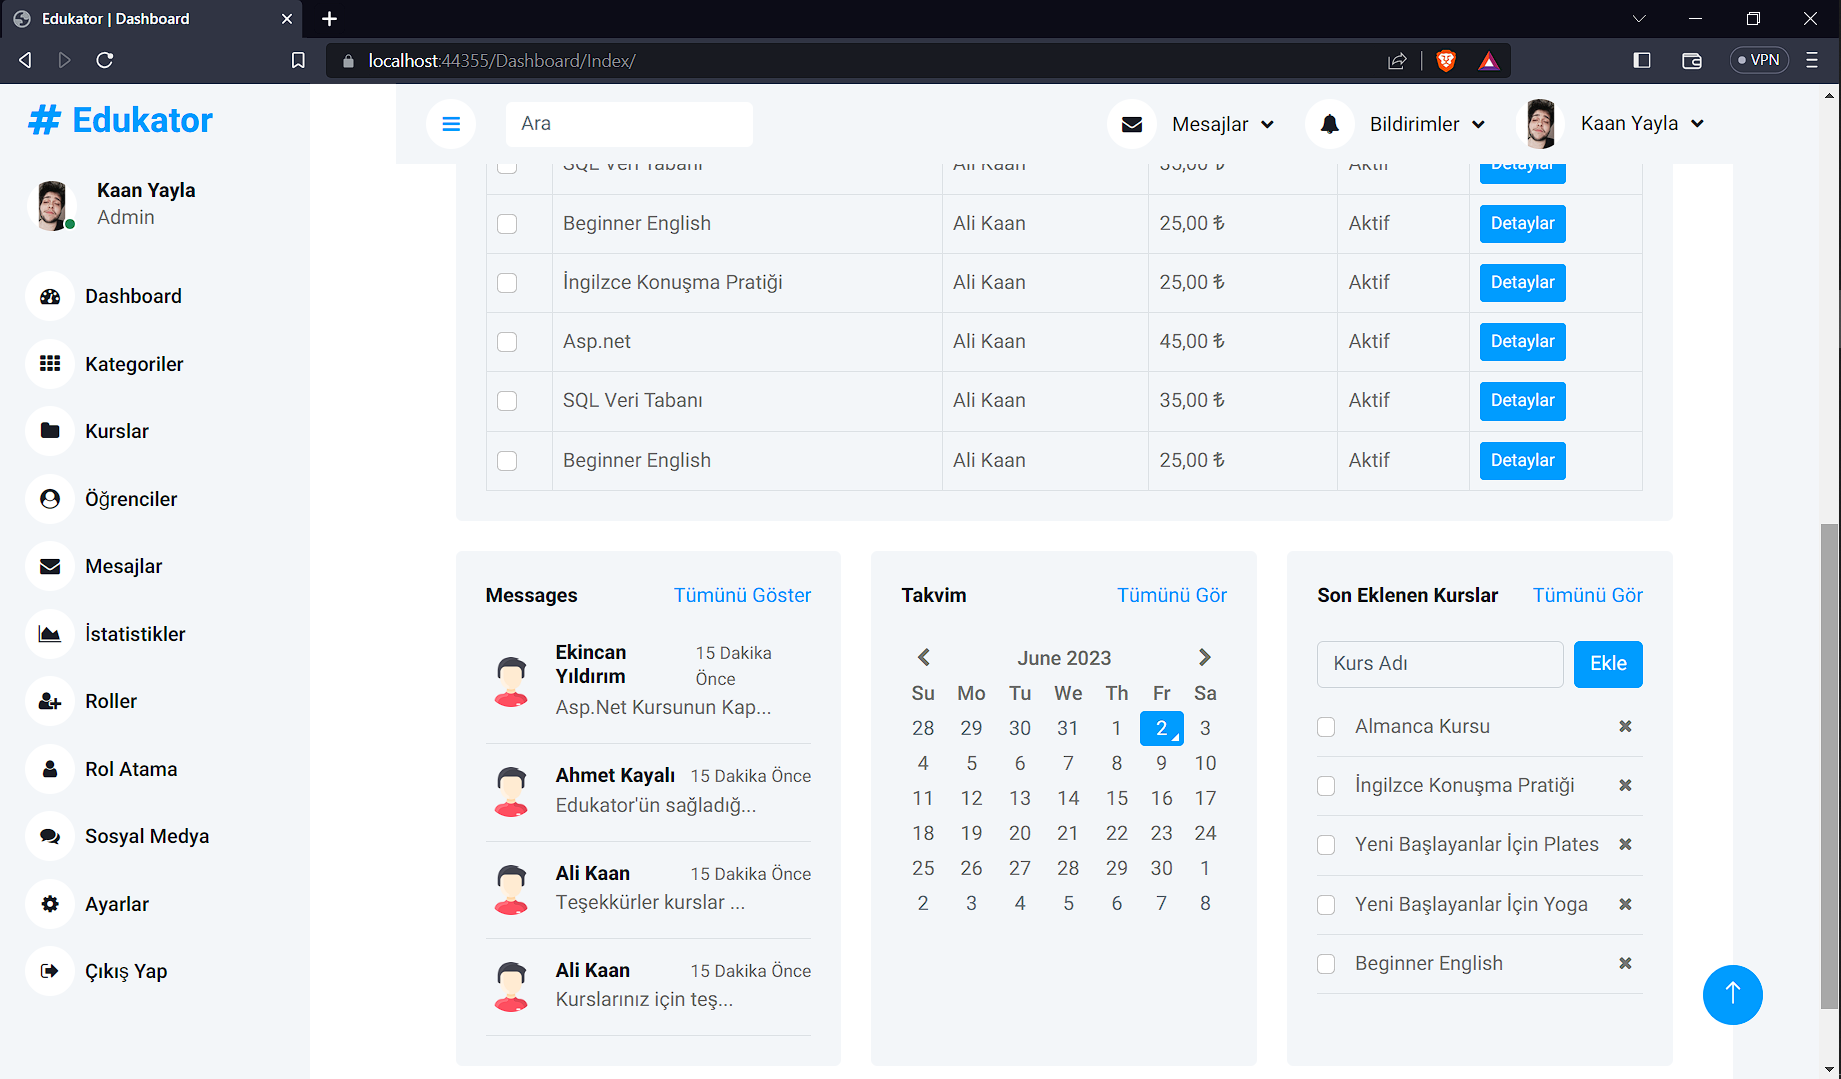 Edukator | Dashboard
localhost:44355/Dashboard/Index/
VPN
# Edukator
Ara
Mesajlar
Bildirimler
Kaan Yayla
Kaan Yayla
Admin
Dashboard
Kategoriler
Kurslar
Öğrenciler
Mesajlar
İstatistikler
Roller
Rol Atama
Sosyal Medya
Ayarlar
Çıkış Yap
SQL Veri Tabanı Ali Kaan 35,00 ₺ Aktif Detaylar
Beginner English Ali Kaan 25,00 ₺ Aktif Detaylar
İngilzce Konuşma Pratiği Ali Kaan 25,00 ₺ Aktif Detaylar
Asp.net Ali Kaan 45,00 ₺ Aktif Detaylar
SQL Veri Tabanı Ali Kaan 35,00 ₺ Aktif Detaylar
Beginner English Ali Kaan 25,00 ₺ Aktif Detaylar
Messages Tümünü Göster
Ekincan Yıldırım 15 Dakika Önce
Asp.Net Kursunun Kap...
Ahmet Kayalı 15 Dakika Önce
Edukator'ün sağladığ...
Ali Kaan 15 Dakika Önce
Teşekkürler kurslar ...
Ali Kaan 15 Dakika Önce
Kurslarınız için teş...
Takvim Tümünü Gör
June 2023
Su Mo Tu We Th Fr Sa
28 29 30 31 1 2 3
4 5 6 7 8 9 10
11 12 13 14 15 16 17
18 19 20 21 22 23 24
25 26 27 28 29 30 1
2 3 4 5 6 7 8
Son Eklenen Kurslar Tümünü Gör
Kurs Adı Ekle
Almanca Kursu
İngilzce Konuşma Pratiği
Yeni Başlayanlar İçin Plates
Yeni Başlayanlar İçin Yoga
Beginner English